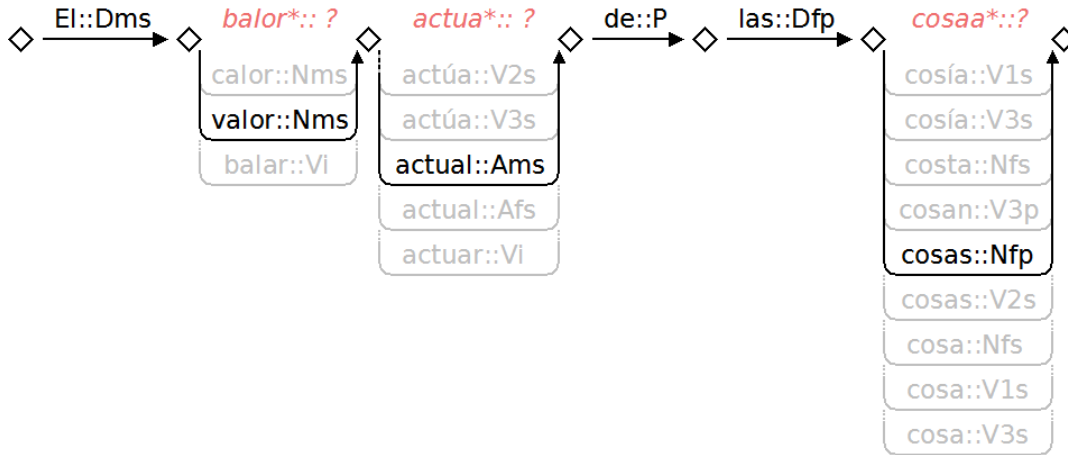 El::Dms balor*:: ? actua*:: ? de::P las::Dfp cosaa*::?
calor::Nms actúa::V2s cosía::V1s
valor::Nms actúa::V3s cosía::V3s
balar::Vi actual::Ams costa::Nfs
actual::Afs cosan::V3p
actuar::Vi cosas::Nfp
cosas::V2s
cosa::Nfs
cosa::V1s
cosa::V3s